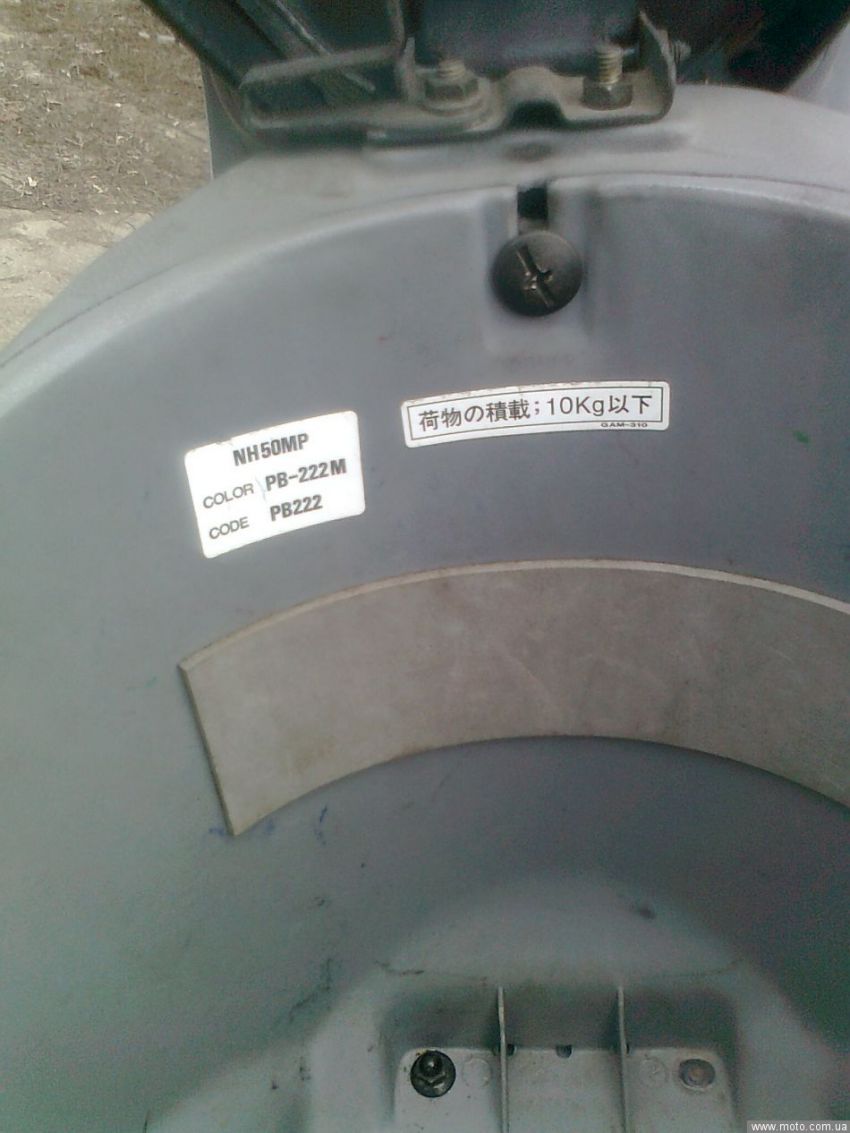 荷物の積載;10Kg以下
GAM-310
NH50MP
COLOR PB-222M
CODE PB222
www.moto.com.ua